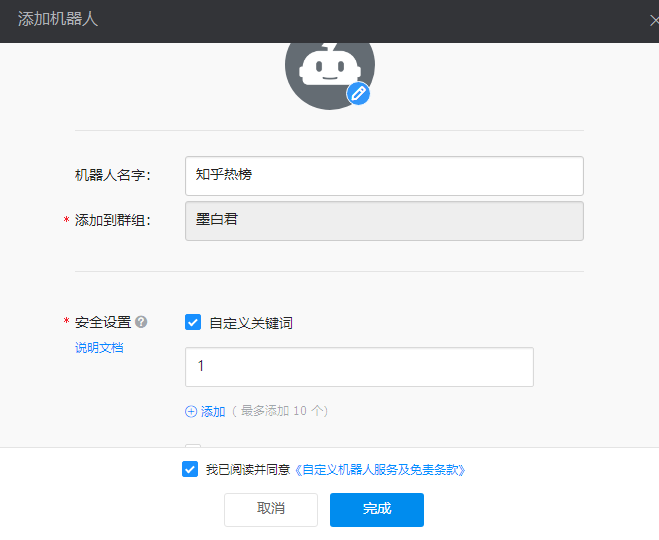 添加机器人
机器人名字： 知乎热榜
* 添加到群组： 墨白君
* 安全设置 ? 自定义关键词
说明文档
1
添加 ( 最多添加 10 个)
我已阅读并同意《自定义机器人服务及免责条款》
取消 完成